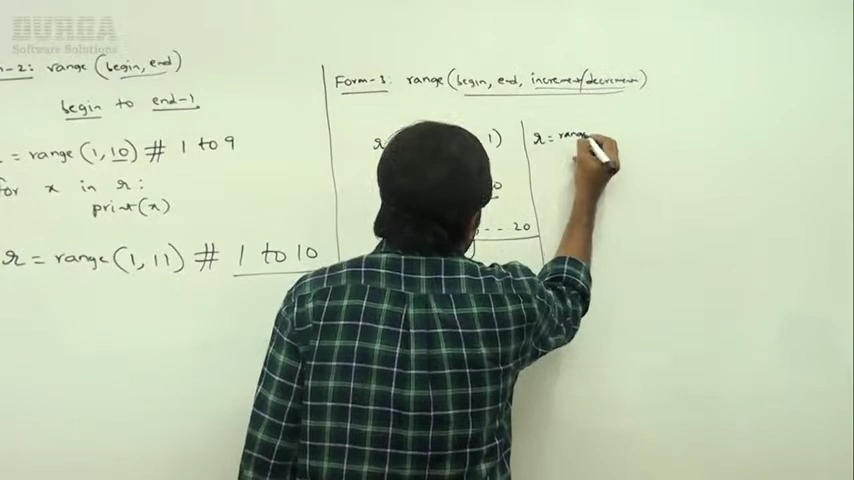 DURGA
Software Solutions
-2: range (begin, end)
begin to end-1.
= range (1, 10) # 1 to 9
for x in r:
print(x)
r = range (1, 11) # 1 to 10
Form-3: range (begin, end, increment/decrement)
r 1)
- - - 20
r = range